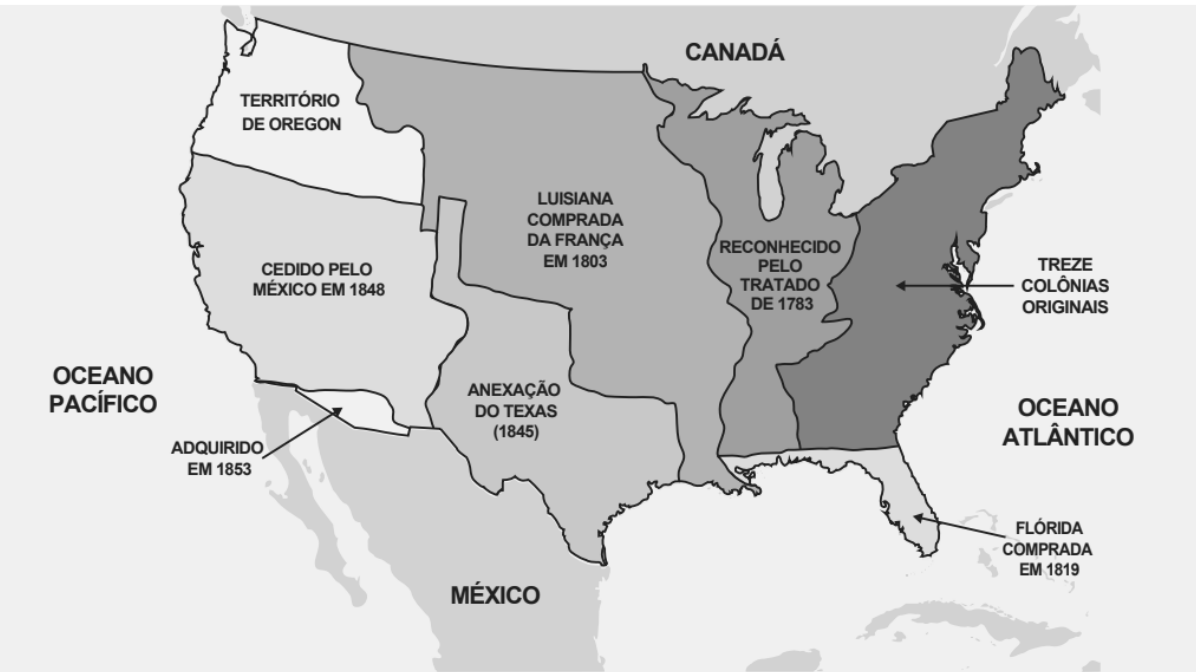 CANADÁ
TERRITÓRIO
DE OREGON
LUISIANA
COMPRADA
DA FRANÇA
EM 1803
RECONHECIDO
PELO
TRATADO
DE 1783
TREZE
COLÔNIAS
ORIGINAIS
CEDIDO PELO
MÉXICO EM 1848
OCEANO
PACÍFICO
ANEXAÇÃO
DO TEXAS
(1845)
OCEANO
ATLÂNTICO
ADQUIRIDO
EM 1853
FLÓRIDA
COMPRADA
EM 1819
MÉXICO